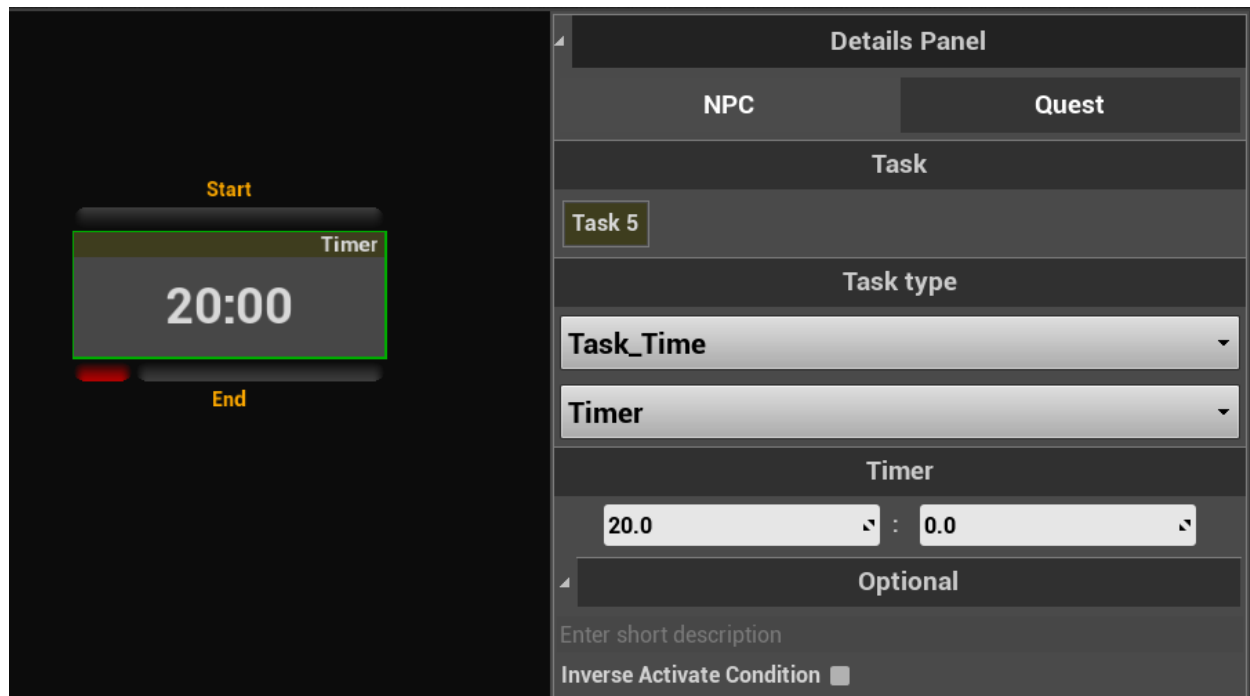 Start
Timer
20:00
End
Details Panel
NPC Quest
Task
Task 5
Task type
Task_Time
Timer
Timer
20.0 : 0.0
Optional
Enter short description
Inverse Activate Condition